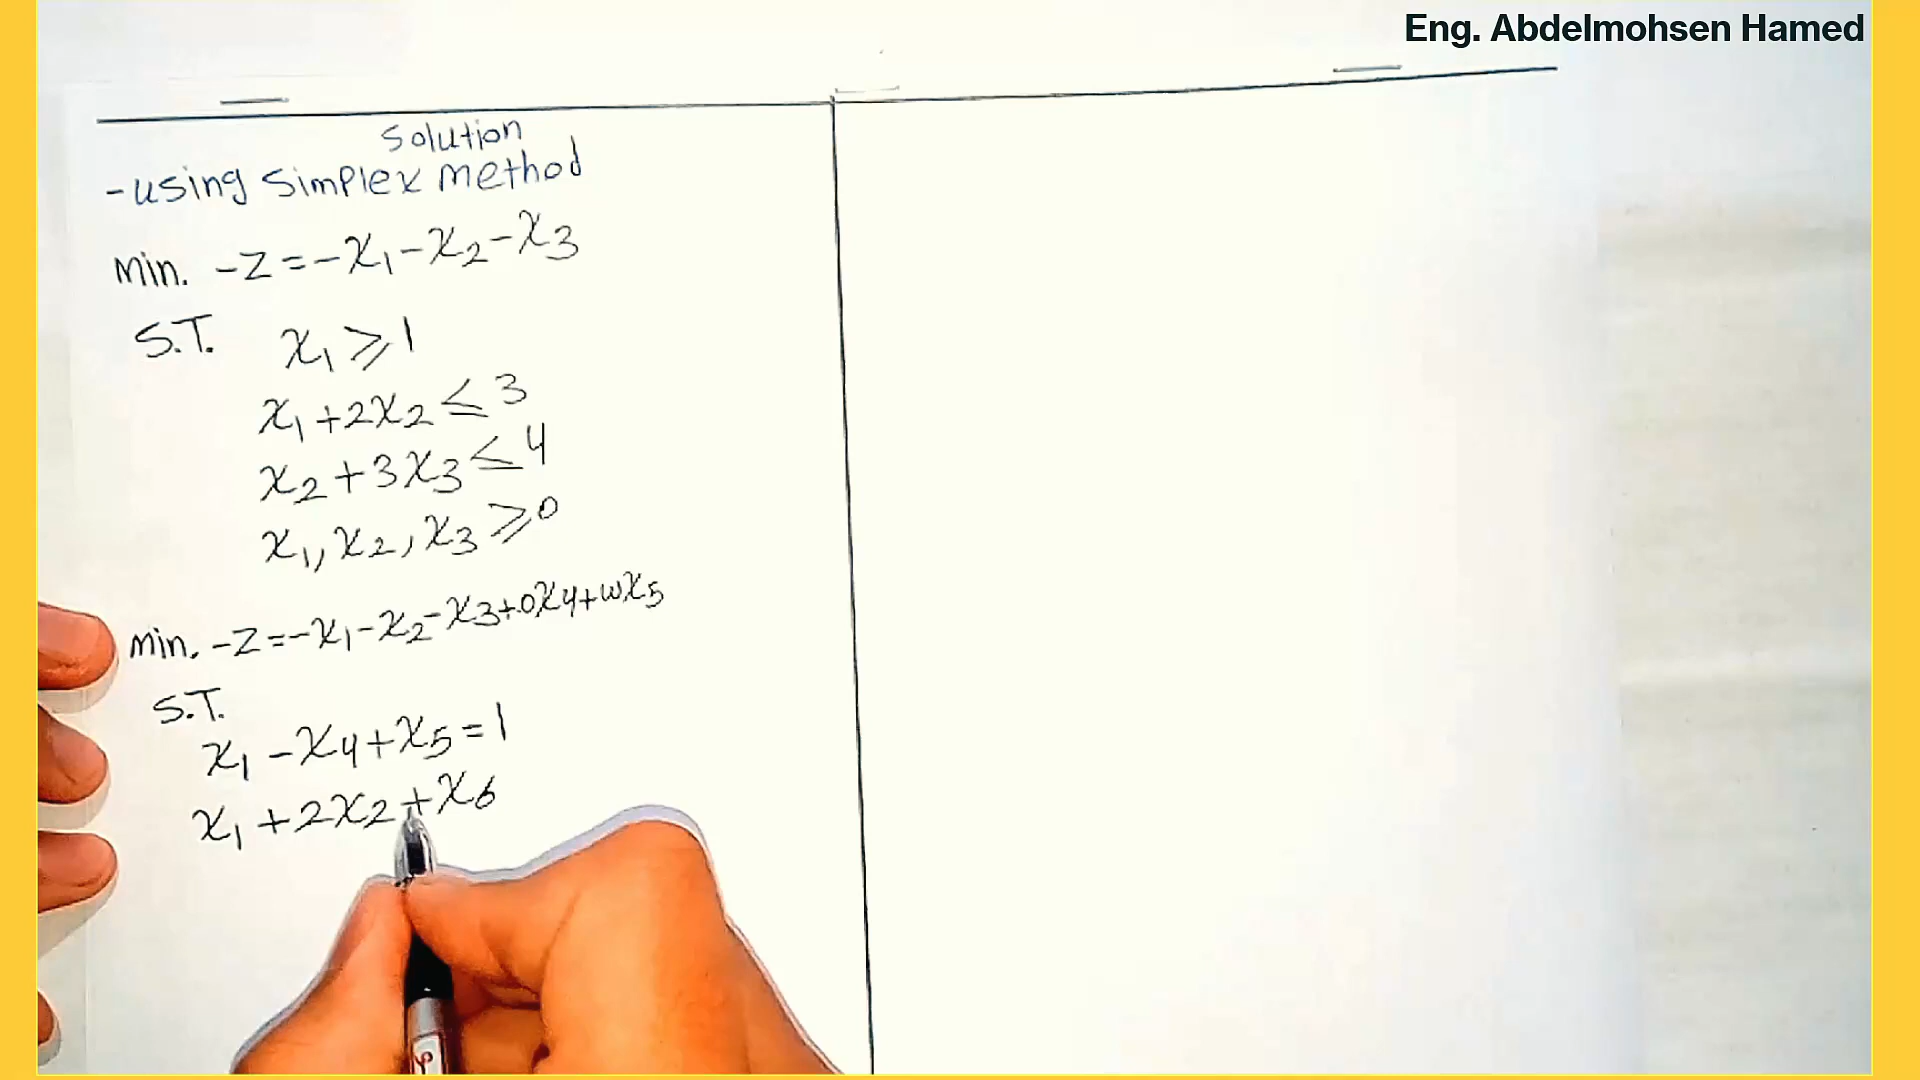 Eng. Abdelmohsen Hamed
Solution
-using Simplex method
Min. -Z=-x₁-x₂-x₃
S.T. x₁⩾1
x₁+2x₂≤3
x₂+3x₃≤4
x₁,x₂,x₃⩾0
min. -Z=-x₁-x₂-x₃+0x₄+wx₅
S.T.
x₁-x₄+x₅=1
x₁+2x₂+x₆